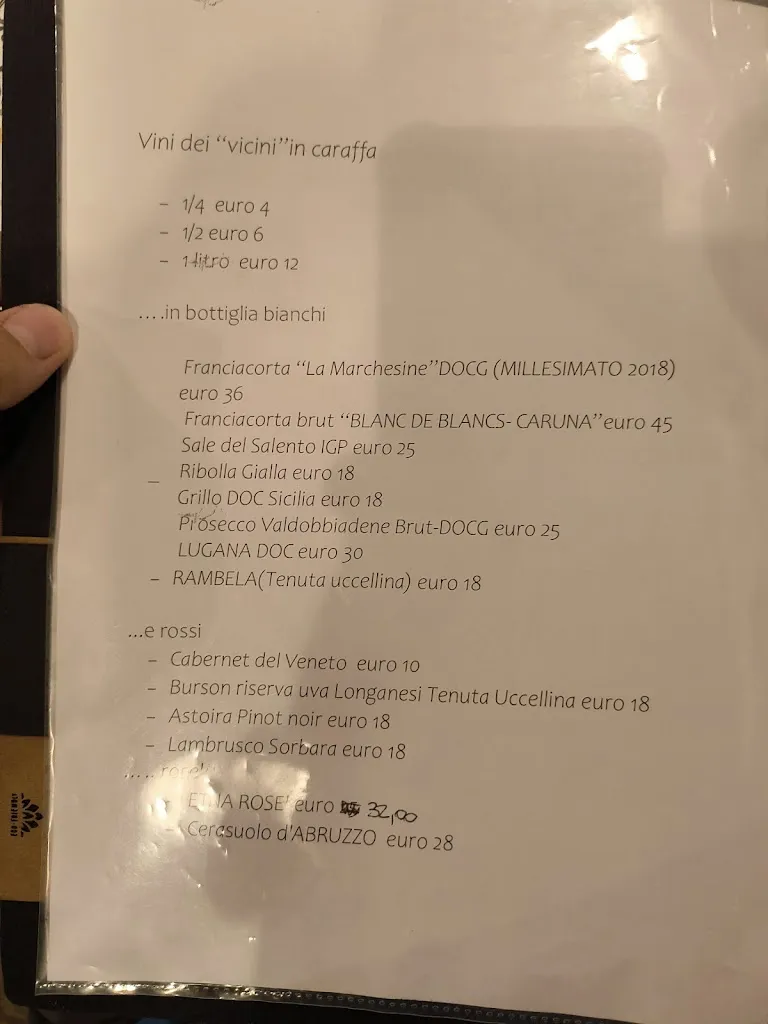 Vini dei “vicini”in caraffa
- 1/4 euro 4
- 1/2 euro 6
- 1 litro euro 12
....in bottiglia bianchi
Franciacorta “La Marchesine”DOCG (MILLESIMATO 2018)
euro 36
Franciacorta brut “BLANC DE BLANCS- CARUNA”euro 45
Sale del Salento IGP euro 25
_ Ribolla Gialla euro 18
Grillo DOC Sicilia euro 18
Prosecco Valdobbiadene Brut-DOCG euro 25
LUGANA DOC euro 30
- RAMBELA(Tenuta uccellina) euro 18
...e rossi
- Cabernet del Veneto euro 10
- Burson riserva uva Longanesi Tenuta Uccellina euro 18
- Astoira Pinot noir euro 18
- Lambrusco Sorbara euro 18
- ETNA ROSE' euro 32,00
- Cerasuolo d'ABRUZZO euro 28
ECO-FRIENDLY